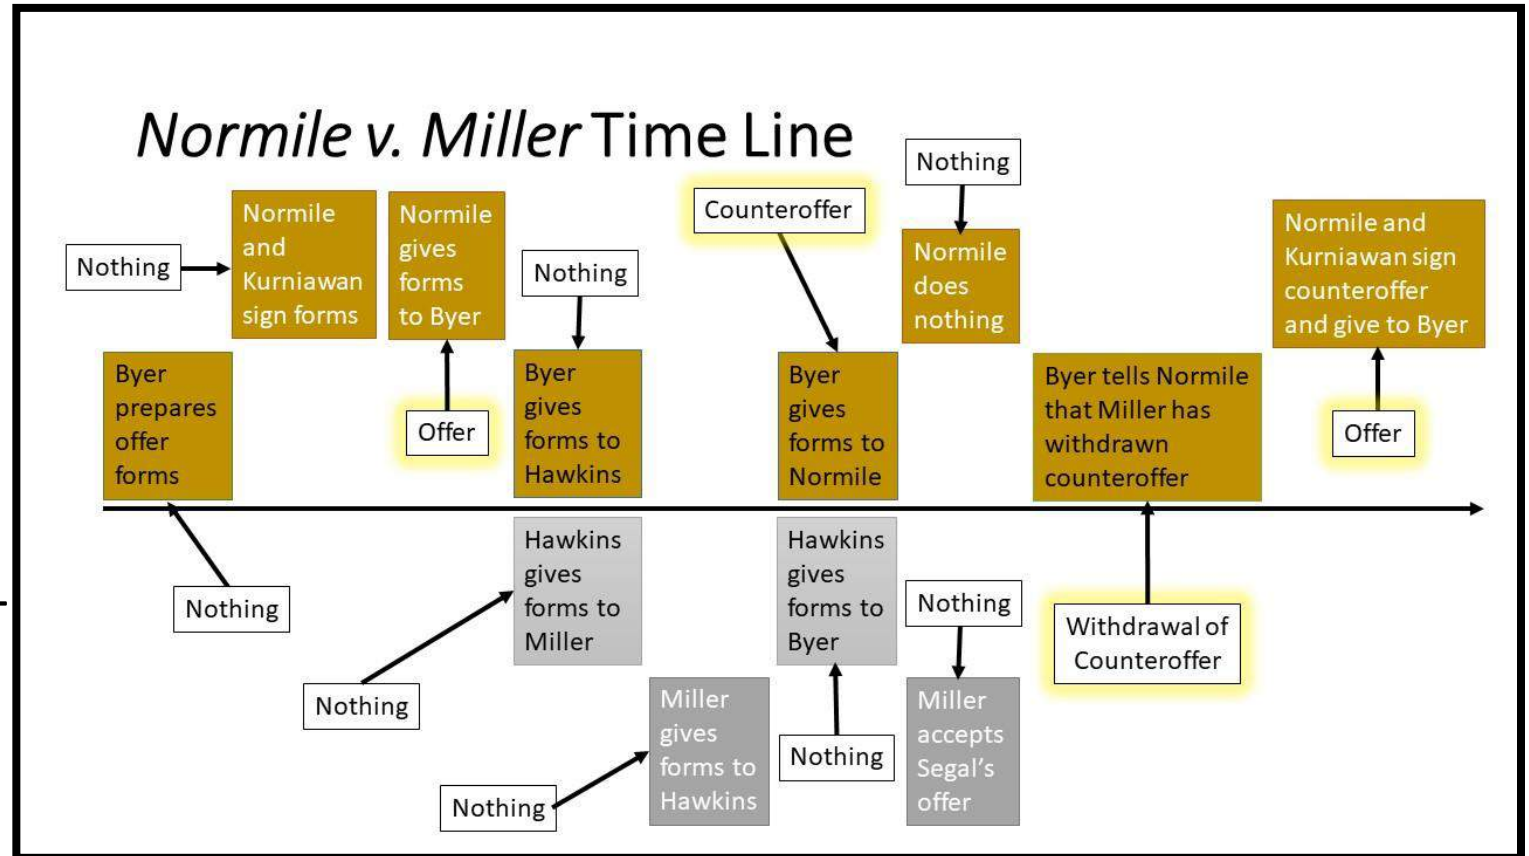 Normile v. Miller Time Line
Nothing
Normile
and
Kurniawan
sign forms
Normile
gives
forms
to Byer
Nothing
Counteroffer
Nothing
Normile
does
nothing
Normile and
Kurniawan sign
counteroffer
and give to Byer
Byer
prepares
offer
forms
Offer
Byer
gives
forms to
Hawkins
Byer
gives
forms to
Normile
Byer tells Normile
that Miller has
withdrawn
counteroffer
Offer
Nothing
Hawkins
gives
forms to
Miller
Hawkins
gives
forms to
Byer
Nothing
Withdrawal of
Counteroffer
Nothing
Miller
gives
forms to
Hawkins
Nothing
Miller
accepts
Segal's
offer
Nothing